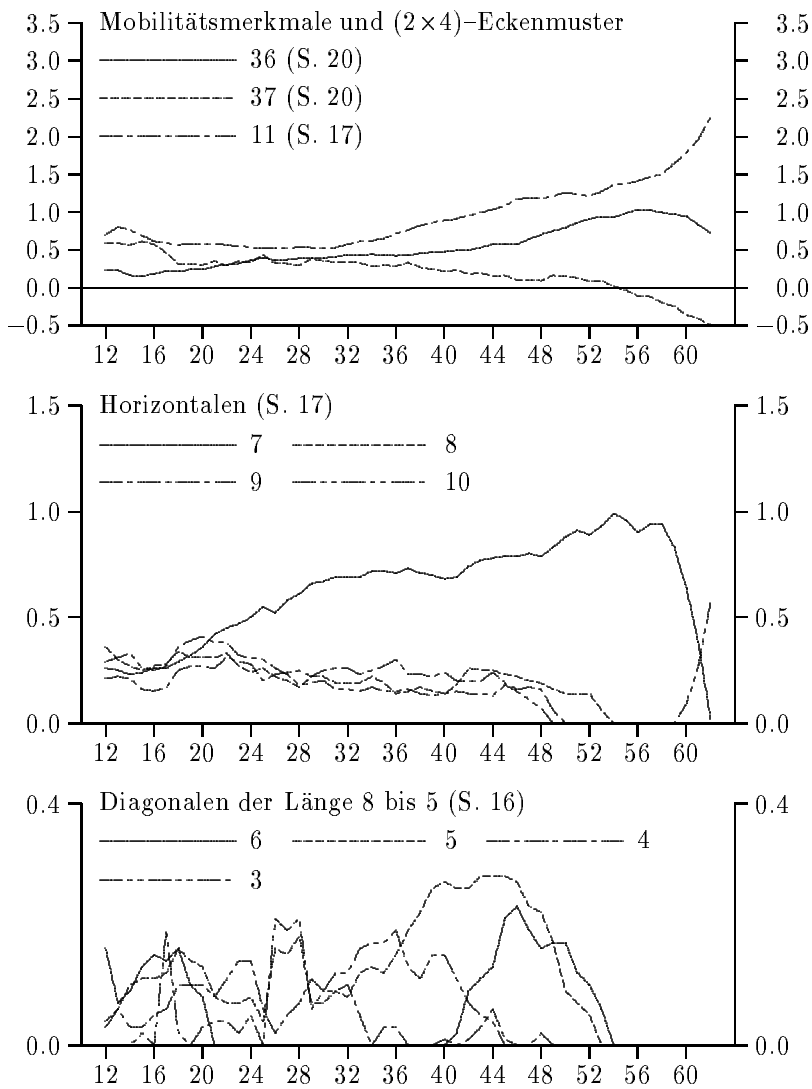 Mobilitätsmerkmale und (2×4)–Eckenmuster
36 (S. 20)
37 (S. 20)
11 (S. 17)
3.5 3.5
3.0 3.0
2.5 2.5
2.0 2.0
1.5 1.5
1.0 1.0
0.5 0.5
0.0 0.0
−0.5 −0.5
12 16 20 24 28 32 36 40 44 48 52 56 60
Horizontalen (S. 17)
7 8
9 10
1.5 1.5
1.0 1.0
0.5 0.5
0.0 0.0
12 16 20 24 28 32 36 40 44 48 52 56 60
Diagonalen der Länge 8 bis 5 (S. 16)
6 5 4
3
0.4 0.4
0.0 0.0
12 16 20 24 28 32 36 40 44 48 52 56 60